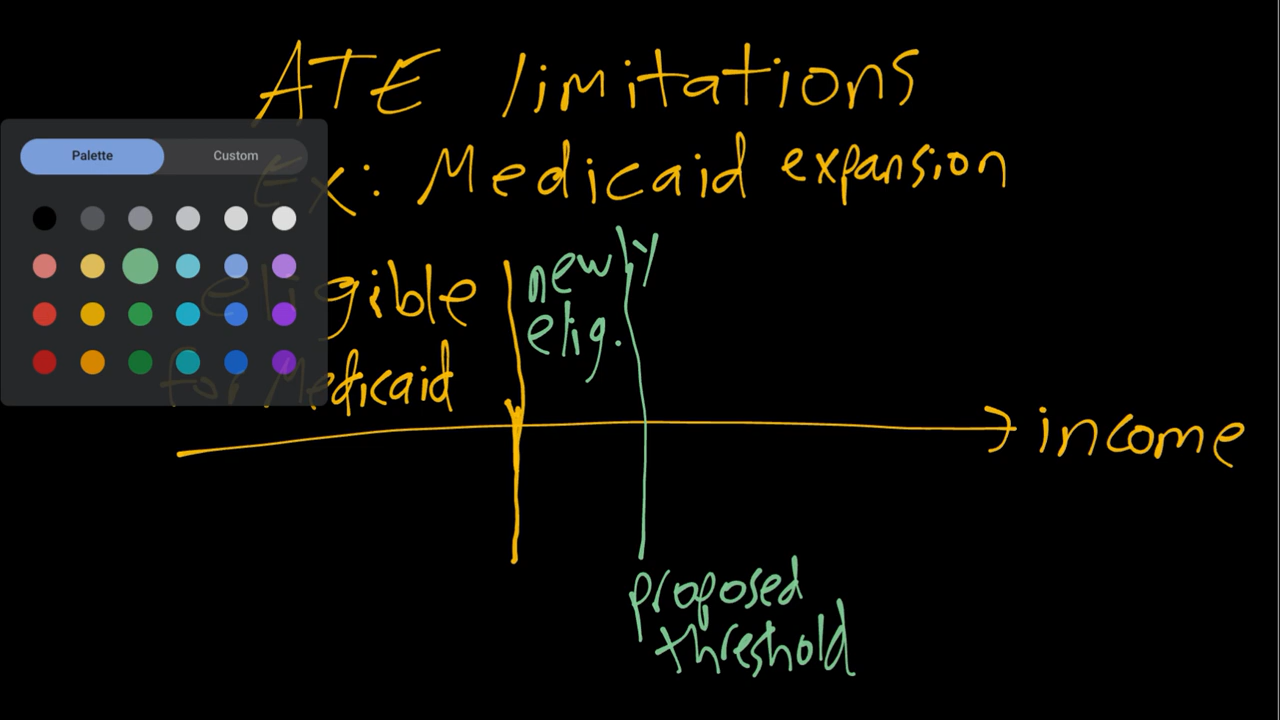 ATE limitations
Palette
Custom
Ex: Medicaid expansion
newly
elig.
eligible
for Medicaid
income
proposed
threshold